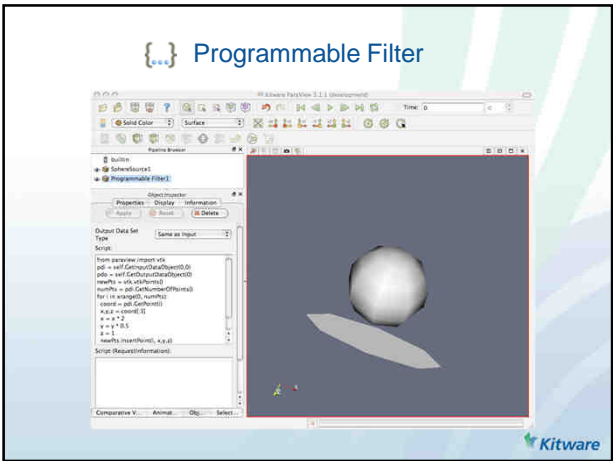 {...} Programmable Filter
Kitware ParaView 3.1.1 (development)
Time: 0
Solid Color
Surface
Pipeline Browser
builtin:
SphereSource1
Programmable Filter1
Object Inspector
Properties Display Information
Apply Reset Delete
Output Data Set
Type
Same as Input
Script:
from paraview import vtk
pdi = self.GetInputDataObject(0,0)
pdo = self.GetOutputDataObject(0)
newPts = vtk.vtkPoints()
numPts = pdi.GetNumberOfPoints()
for i in xrange(0, numPts):
coord = pdi.GetPoint(i)
x,y,z = coord[:3]
x = x * 2
y = y * 0.5
z = 1
newPts.InsertPoint(i, x,y,z)
Script (RequestInformation):
Comparative V... Animat... Obj... Select...
Kitware